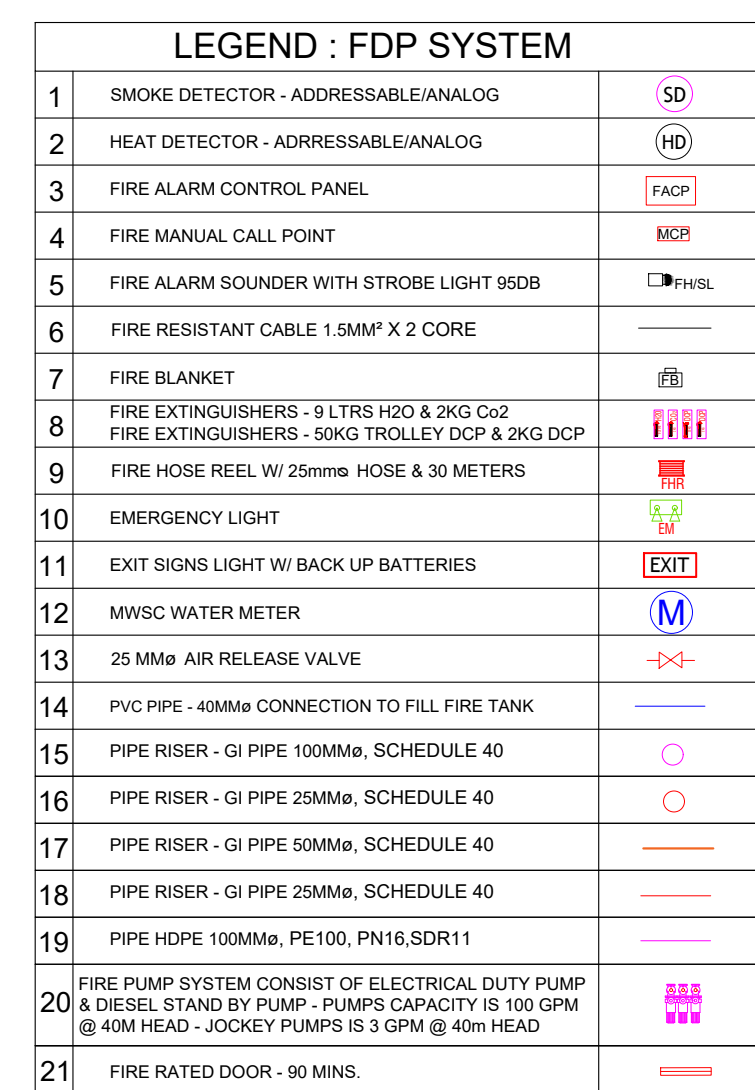 LEGEND : FDP SYSTEM
1 SMOKE DETECTOR - ADDRESSABLE/ANALOG SD
2 HEAT DETECTOR - ADRRESSABLE/ANALOG HD
3 FIRE ALARM CONTROL PANEL FACP
4 FIRE MANUAL CALL POINT MCP
5 FIRE ALARM SOUNDER WITH STROBE LIGHT 95DB FH/SL
6 FIRE RESISTANT CABLE 1.5MM² X 2 CORE
7 FIRE BLANKET FB
8 FIRE EXTINGUISHERS - 9 LTRS H2O & 2KG Co2
FIRE EXTINGUISHERS - 50KG TROLLEY DCP & 2KG DCP
9 FIRE HOSE REEL W/ 25mmø HOSE & 30 METERS FHR
10 EMERGENCY LIGHT EM
11 EXIT SIGNS LIGHT W/ BACK UP BATTERIES EXIT
12 MWSC WATER METER M
13 25 MMø AIR RELEASE VALVE
14 PVC PIPE - 40MMø CONNECTION TO FILL FIRE TANK
15 PIPE RISER - GI PIPE 100MMø, SCHEDULE 40
16 PIPE RISER - GI PIPE 25MMø, SCHEDULE 40
17 PIPE RISER - GI PIPE 50MMø, SCHEDULE 40
18 PIPE RISER - GI PIPE 25MMø, SCHEDULE 40
19 PIPE HDPE 100MMø, PE100, PN16,SDR11
20 FIRE PUMP SYSTEM CONSIST OF ELECTRICAL DUTY PUMP
& DIESEL STAND BY PUMP - PUMPS CAPACITY IS 100 GPM
@ 40M HEAD - JOCKEY PUMPS IS 3 GPM @ 40m HEAD
21 FIRE RATED DOOR - 90 MINS.